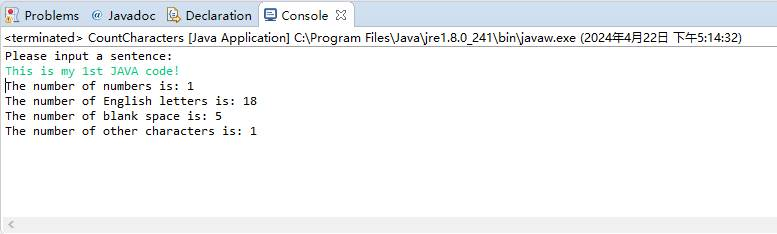 Problems @ Javadoc Declaration Console
<terminated> CountCharacters [Java Application] C:\Program Files\Java\jre1.8.0_241\bin\javaw.exe (2024年4月22日 下午5:14:32)
Please input a sentence:
This is my 1st JAVA code!
The number of numbers is: 1
The number of English letters is: 18
The number of blank space is: 5
The number of other characters is: 1